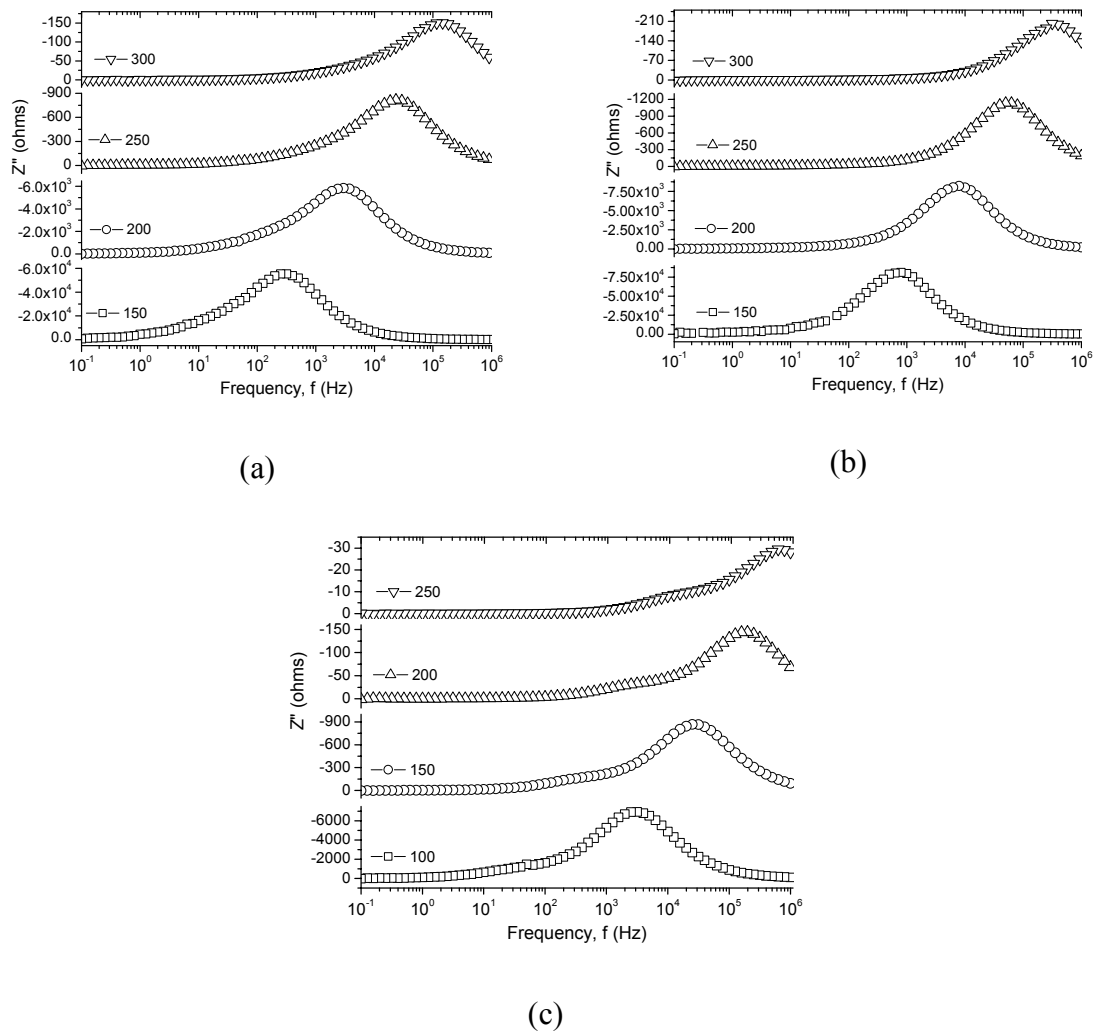 -150
-100
-50
0
300
-900
-600
-300
0
250
Z" (ohms)
-6.0x10³
-4.0x10³
-2.0x10³
0.0
200
-6.0x10⁴
-4.0x10⁴
-2.0x10⁴
0.0
150
10⁻¹ 10⁰ 10¹ 10² 10³ 10⁴ 10⁵ 10⁶
Frequency, f (Hz)
(a)
-210
-140
-70
0
300
-1200
-900
-600
-300
0
250
Z" (ohms)
-7.50x10³
-5.00x10³
-2.50x10³
0.00
200
-7.50x10⁴
-5.00x10⁴
-2.50x10⁴
0.00
150
10⁻¹ 10⁰ 10¹ 10² 10³ 10⁴ 10⁵ 10⁶
Frequency, f (Hz)
(b)
-30
-20
-10
0
250
-150
-100
-50
0
200
Z" (ohms)
-900
-600
-300
0
150
-6000
-4000
-2000
0
100
10⁻¹ 10⁰ 10¹ 10² 10³ 10⁴ 10⁵ 10⁶
Frequency, f (Hz)
(c)